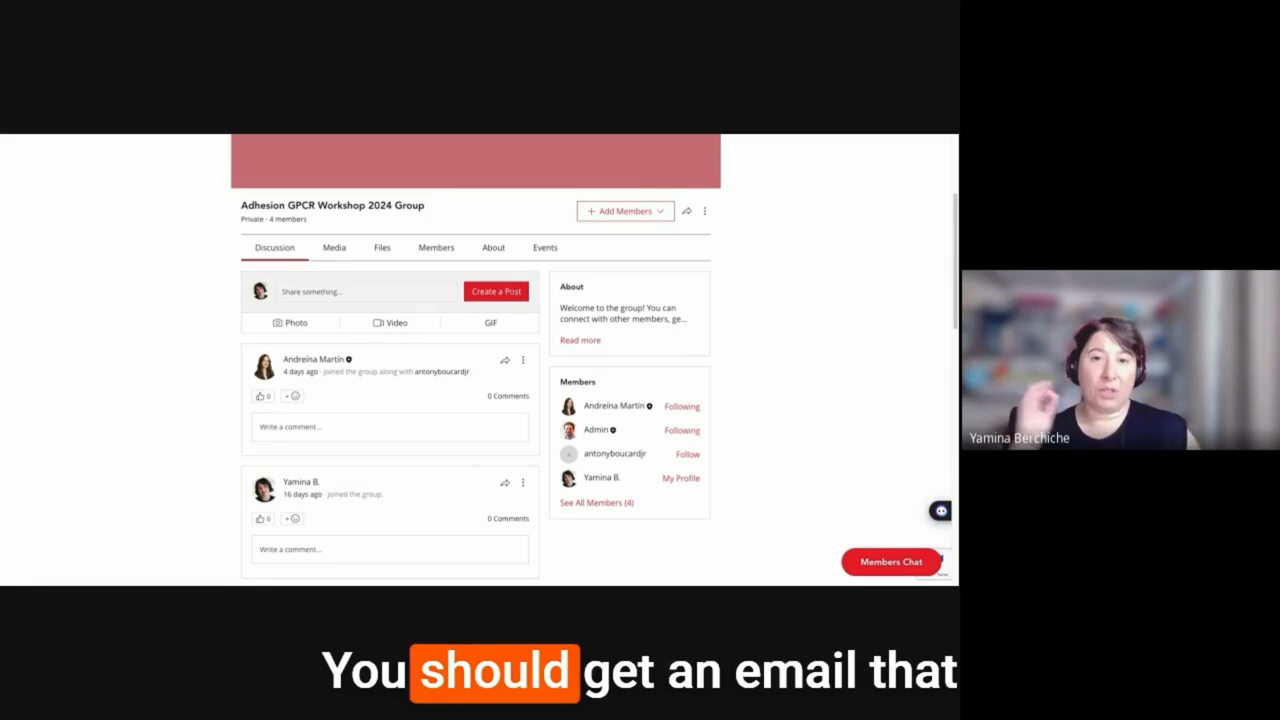 Adhesion GPCR Workshop 2024 Group
Private · 4 members
+ Add Members
Discussion
Media
Files
Members
About
Events
Share something...
Create a Post
Photo
Video
GIF
About
Welcome to the group! You can
connect with other members, ge...
Read more
Andreína Martín
4 days ago · joined the group along with antonyboucardjr.
0
0 Comments
Write a comment...
Yamina B.
16 days ago · joined the group.
0
0 Comments
Write a comment...
Members
Andreína Martín Following
Admin Following
antonyboucardjr Follow
Yamina B. My Profile
See All Members (4)
Members Chat
Yamina Berchiche
You should get an email that